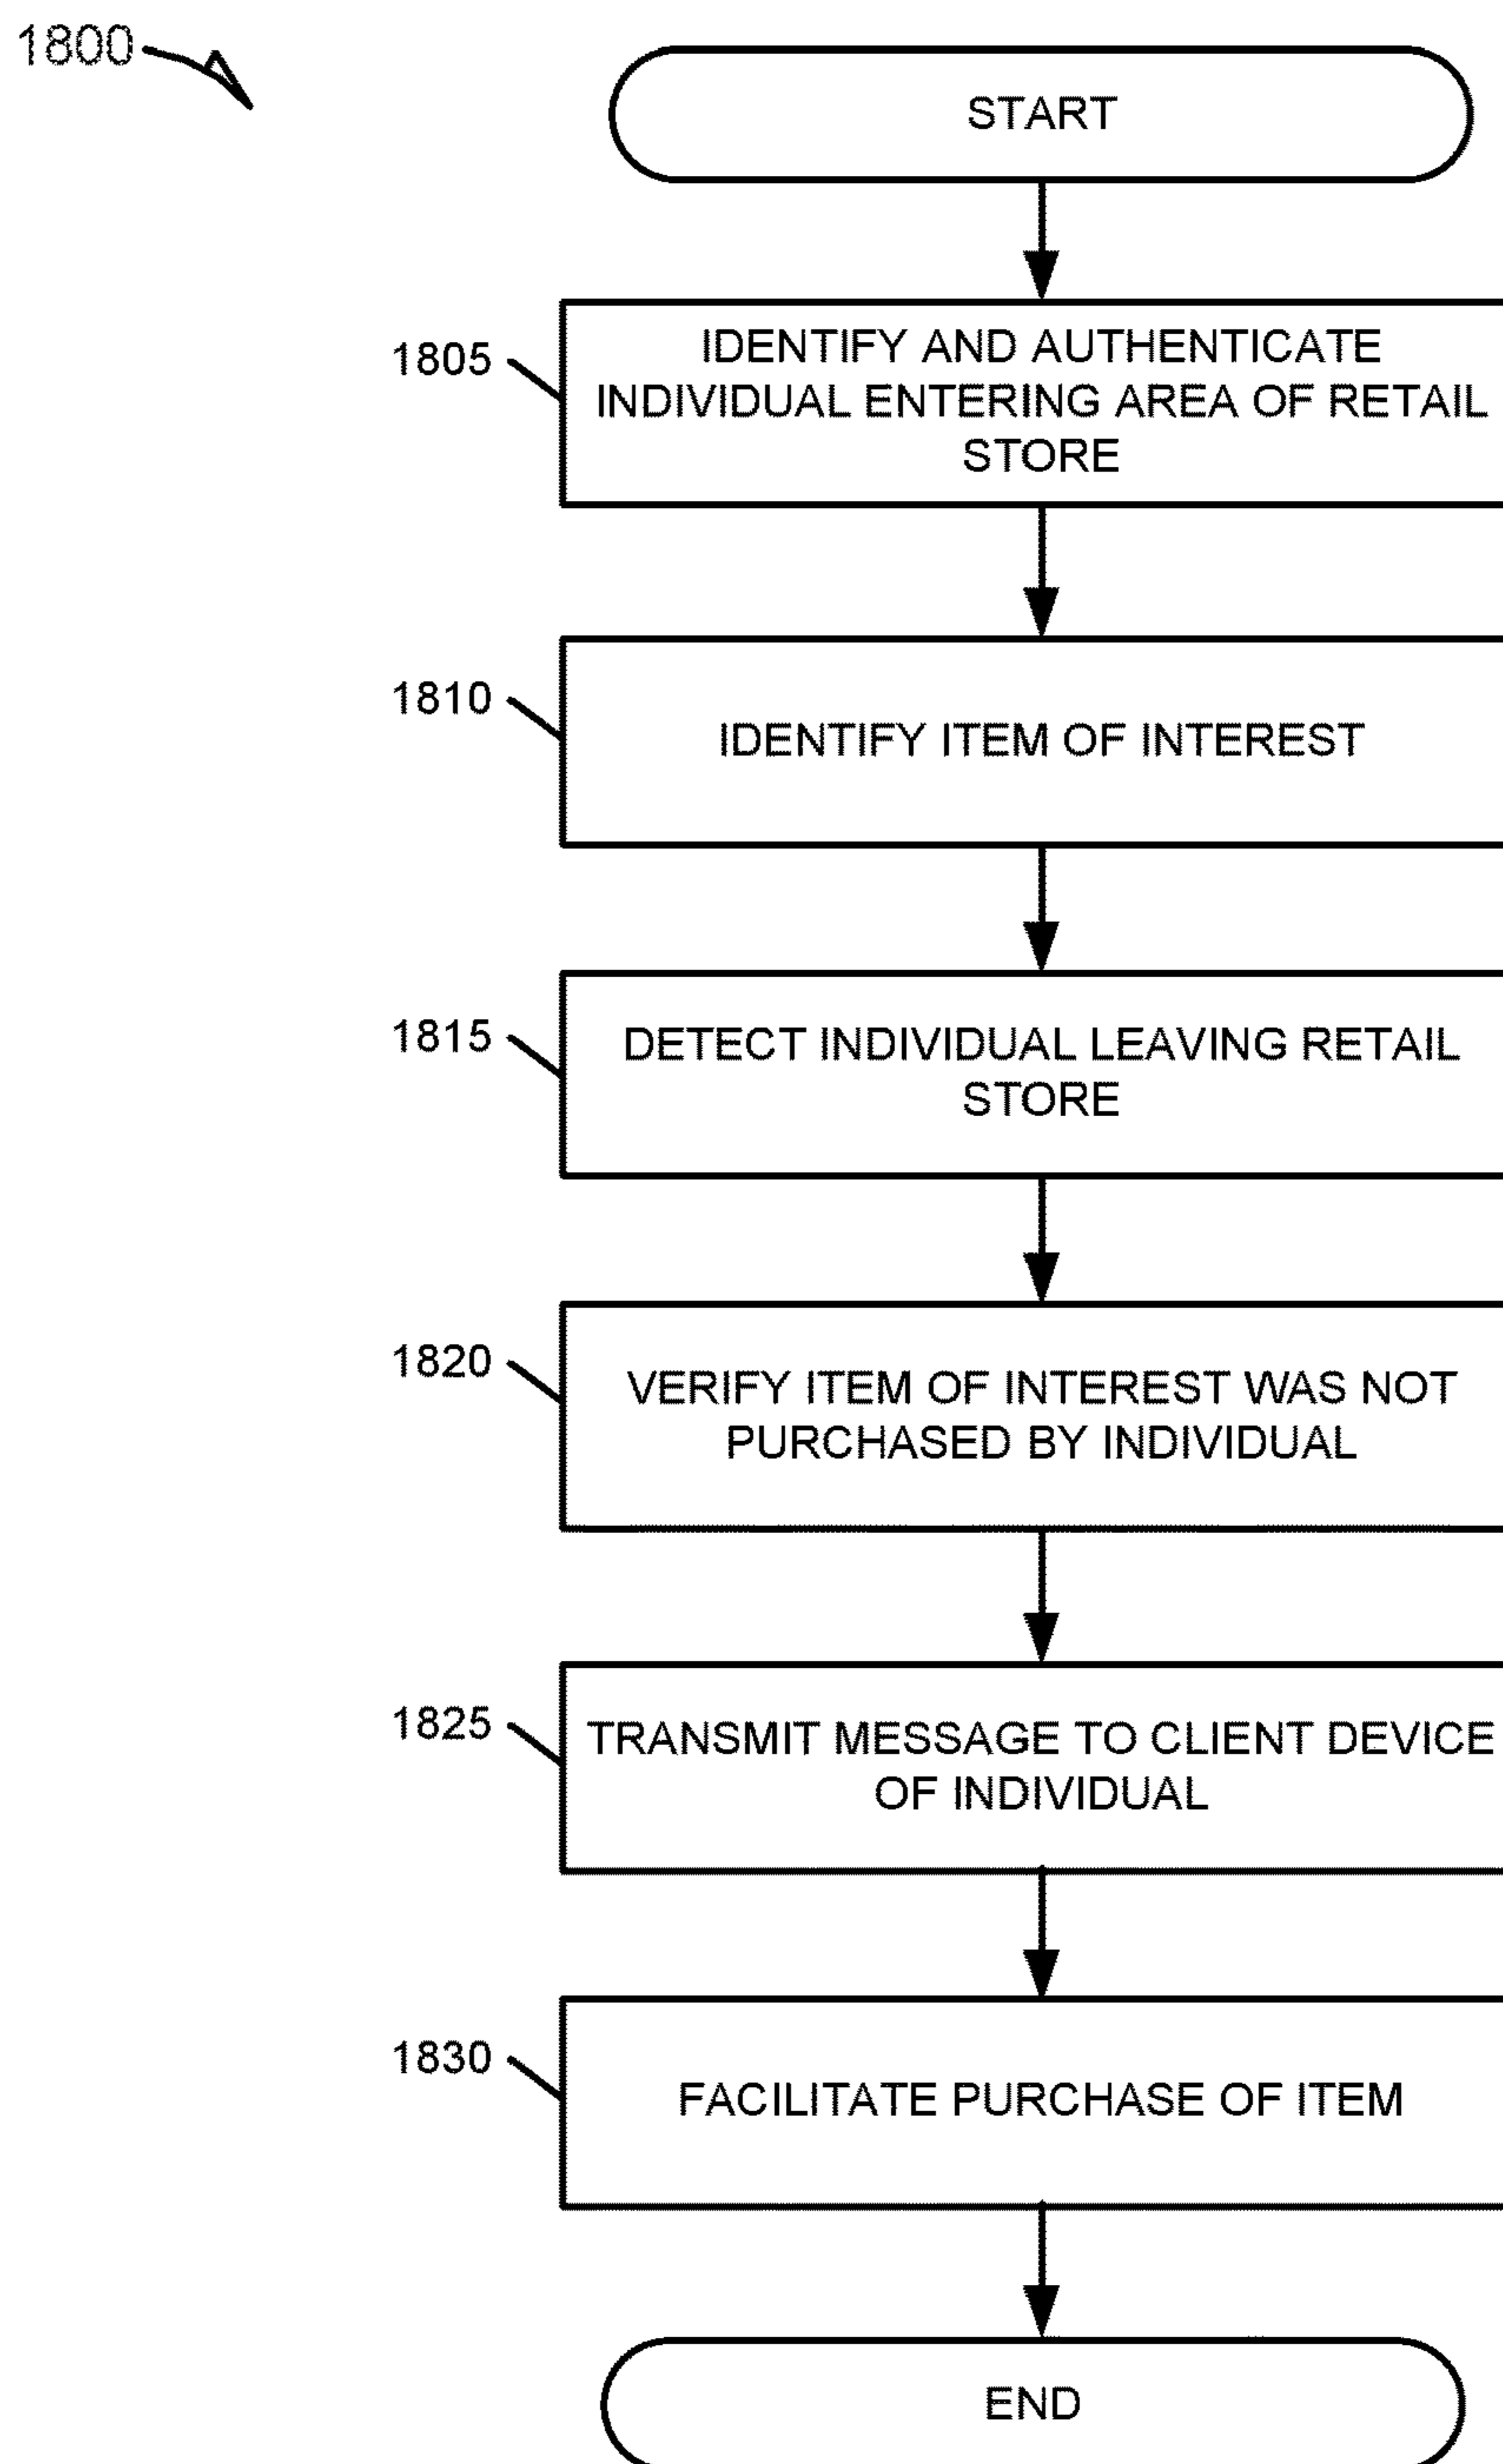 1800
START
1805
IDENTIFY AND AUTHENTICATE
INDIVIDUAL ENTERING AREA OF RETAIL
STORE
1810
IDENTIFY ITEM OF INTEREST
1815
DETECT INDIVIDUAL LEAVING RETAIL
STORE
1820
VERIFY ITEM OF INTEREST WAS NOT
PURCHASED BY INDIVIDUAL
1825
TRANSMIT MESSAGE TO CLIENT DEVICE
OF INDIVIDUAL
1830
FACILITATE PURCHASE OF ITEM
END